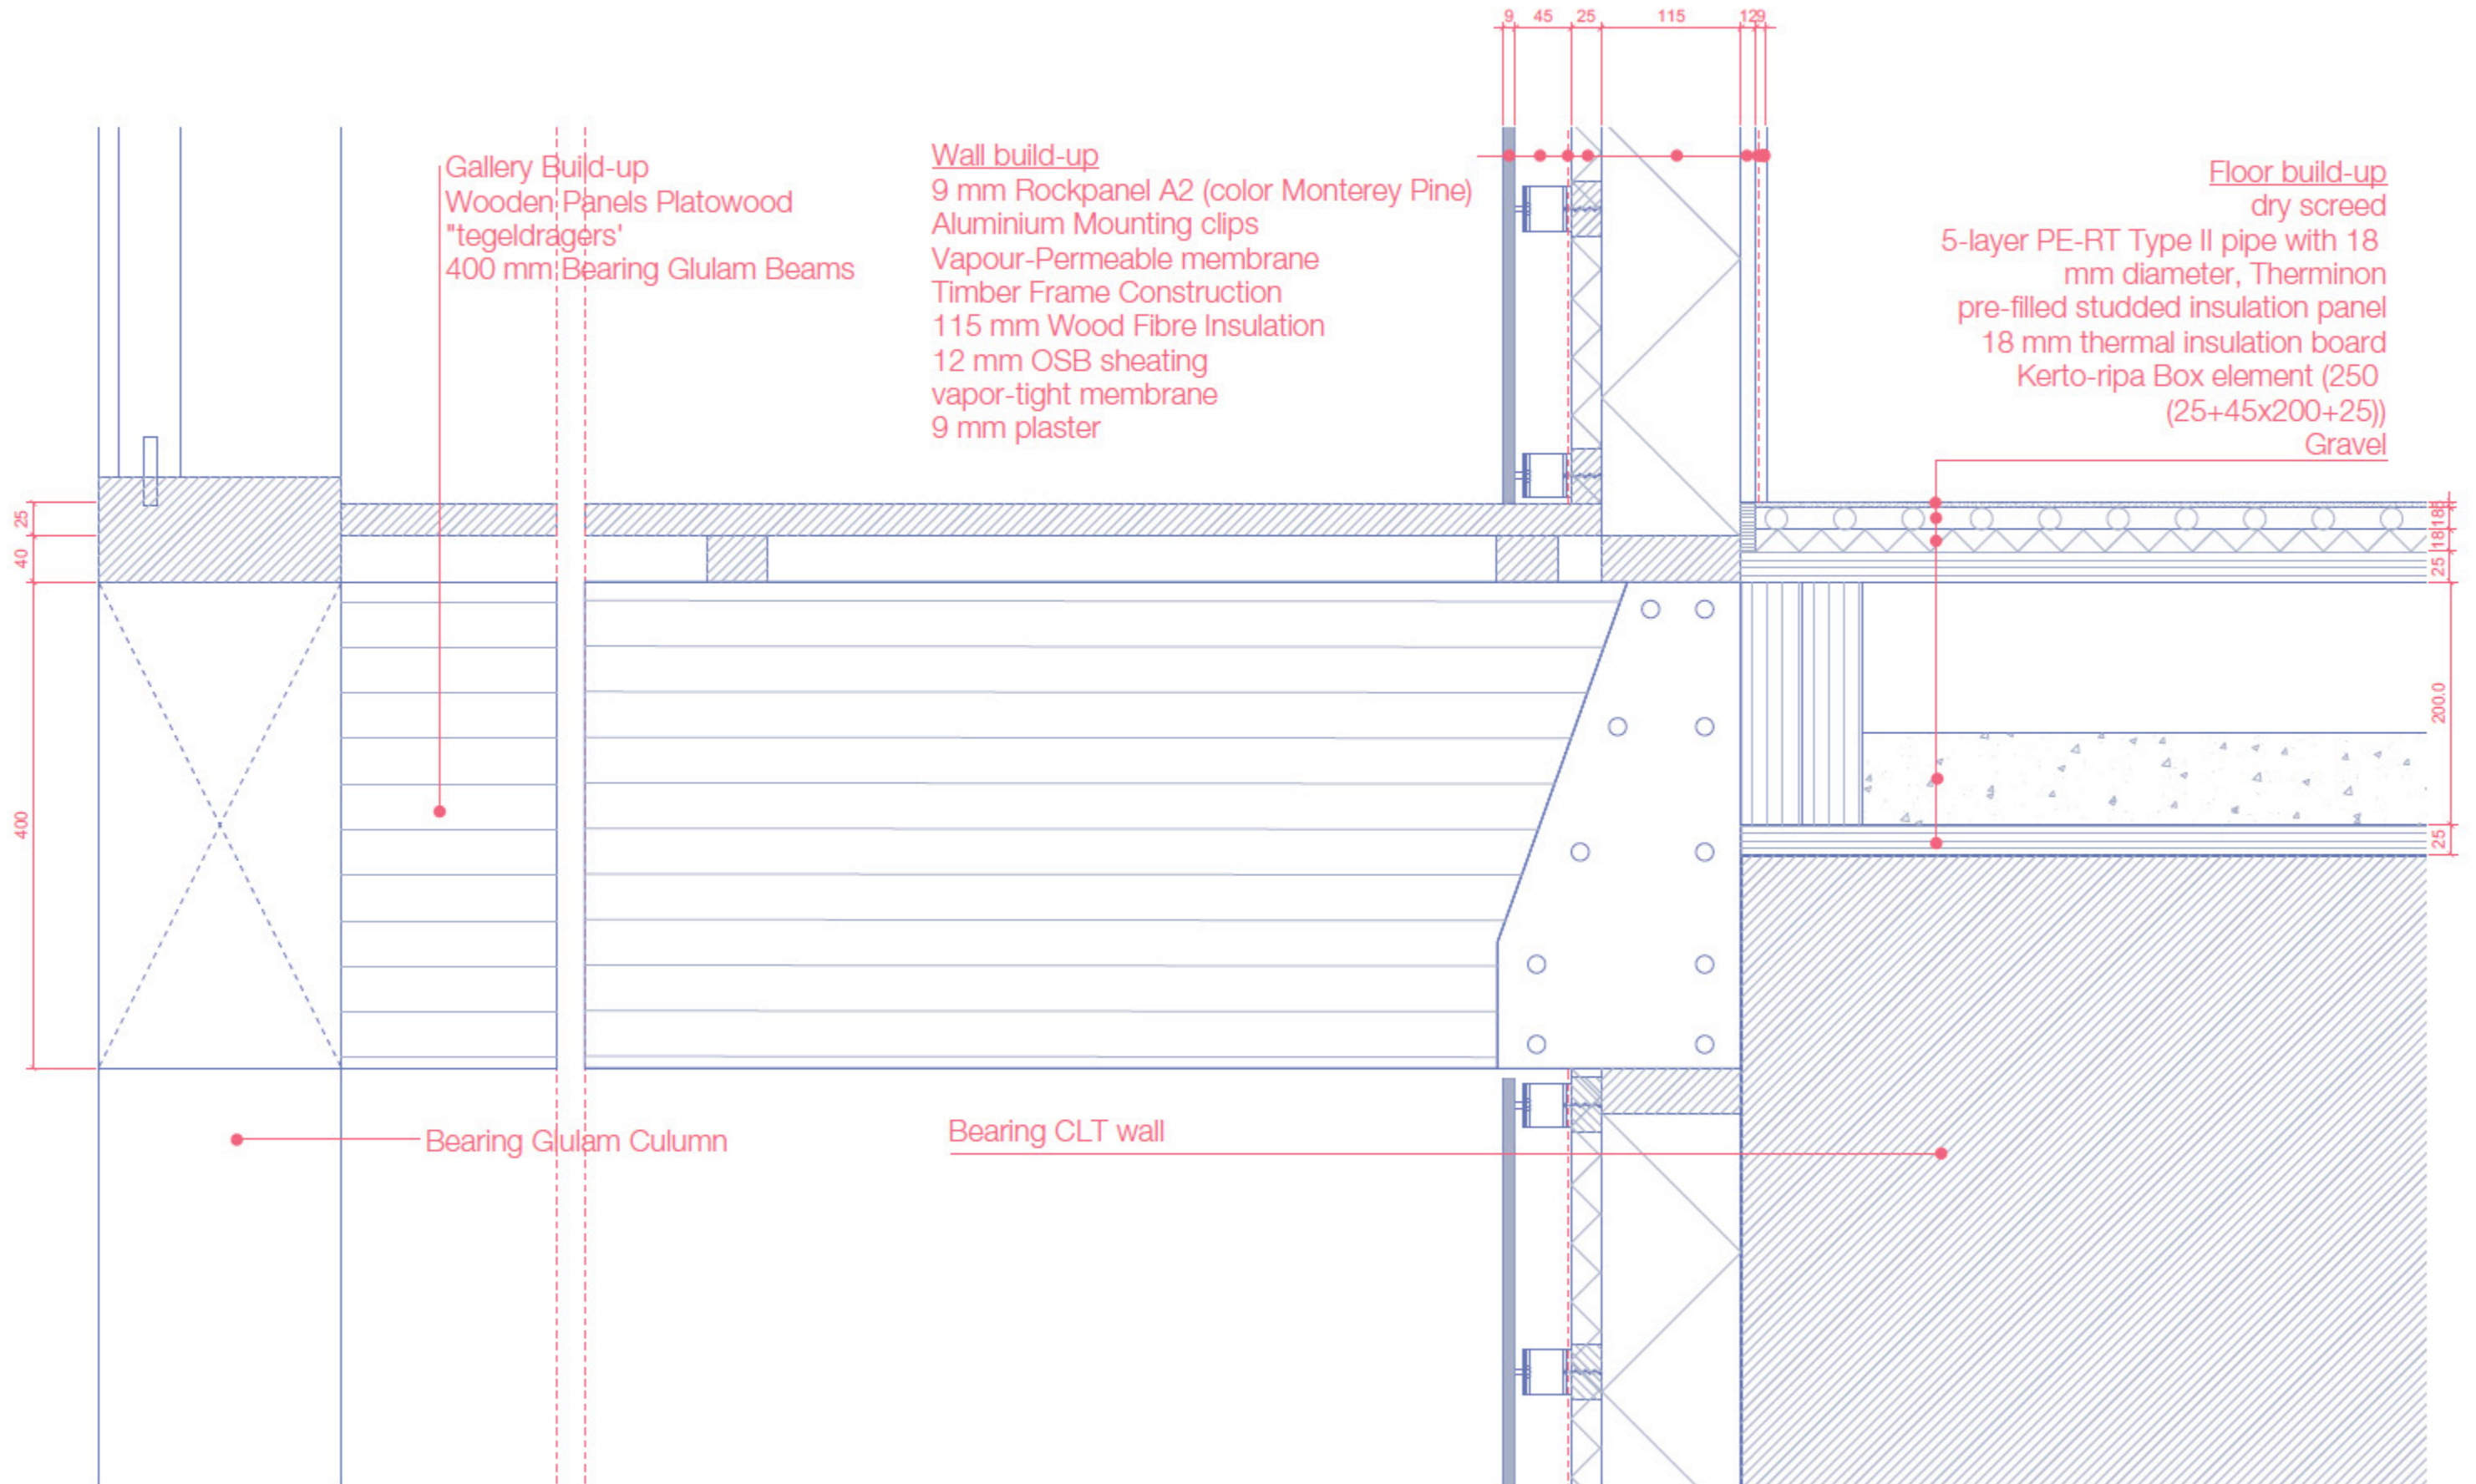 9 45 25 115 12 9
Gallery Build-up
Wooden Panels Platowood
"tegeldragers'
400 mm Bearing Glulam Beams
Wall build-up
9 mm Rockpanel A2 (color Monterey Pine)
Aluminium Mounting clips
Vapour-Permeable membrane
Timber Frame Construction
115 mm Wood Fibre Insulation
12 mm OSB sheating
vapor-tight membrane
9 mm plaster
Floor build-up
dry screed
5-layer PE-RT Type II pipe with 18
mm diameter, Therminon
pre-filled studded insulation panel
18 mm thermal insulation board
Kerto-ripa Box element (250
(25+45x200+25))
Gravel
25
40
400
18
18
25
200.0
25
Bearing Glulam Culumn
Bearing CLT wall